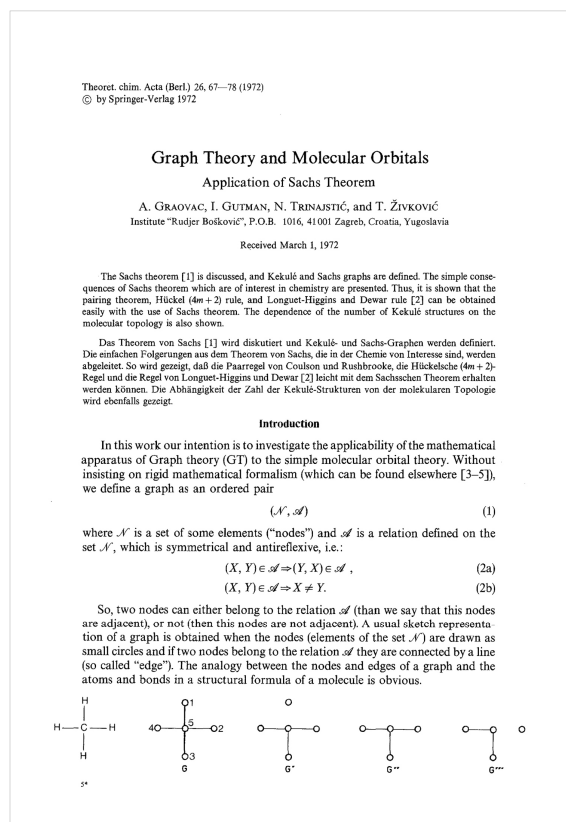 Theoret. chim. Acta (Berl.) 26, 67—78 (1972)
© by Springer-Verlag 1972
Graph Theory and Molecular Orbitals
Application of Sachs Theorem
A. GRAOVAC, I. GUTMAN, N. TRINAJSTIĆ, and T. ŽIVKOVIĆ
Institute "Rudjer Bošković", P.O.B. 1016, 41001 Zagreb, Croatia, Yugoslavia
Received March 1, 1972
The Sachs theorem [1] is discussed, and Kekulé and Sachs graphs are defined. The simple conse-
quences of Sachs theorem which are of interest in chemistry are presented. Thus, it is shown that the
pairing theorem, Hückel (4m + 2) rule, and Longuet-Higgins and Dewar rule [2] can be obtained
easily with the use of Sachs theorem. The dependence of the number of Kekulé structures on the
molecular topology is also shown.
Das Theorem von Sachs [1] wird diskutiert und Kekulé- und Sachs-Graphen werden definiert.
Die einfachen Folgerungen aus dem Theorem von Sachs, die in der Chemie von Interesse sind, werden
abgeleitet. So wird gezeigt, daß die Paarregel von Coulson und Rushbrooke, die Hückelsche (4m + 2)-
Regel und die Regel von Longuet-Higgins und Dewar [2] leicht mit dem Sachsschen Theorem erhalten
werden können. Die Abhängigkeit der Zahl der Kekulé-Strukturen von der molekularen Topologie
wird ebenfalls gezeigt.
Introduction
In this work our intention is to investigate the applicability of the mathematical
apparatus of Graph theory (GT) to the simple molecular orbital theory. Without
insisting on rigid mathematical formalism (which can be found elsewhere [3–5]),
we define a graph as an ordered pair
(𝒩, 𝒜) (1)
where 𝒩 is a set of some elements ("nodes") and 𝒜 is a relation defined on the
set 𝒩, which is symmetrical and antireflexive, i.e.:
(X, Y) ∈ 𝒜 ⇒ (Y, X) ∈ 𝒜 , (2a)
(X, Y) ∈ 𝒜 ⇒ X ≠ Y. (2b)
So, two nodes can either belong to the relation 𝒜 (than we say that this nodes
are adjacent), or not (then this nodes are not adjacent). A usual sketch representa-
tion of a graph is obtained when the nodes (elements of the set 𝒩) are drawn as
small circles and if two nodes belong to the relation 𝒜 they are connected by a line
(so called "edge"). The analogy between the nodes and edges of a graph and the
atoms and bonds in a structural formula of a molecule is obvious.
H 1
H—C—H 4 5 2
H 3
G G' G'' G'''
5*